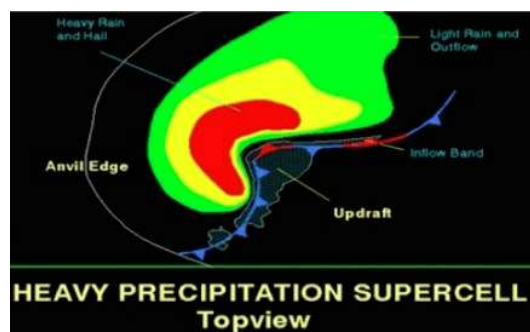 Heavy Rain
and Hail
Light Rain and
Outflow
Anvil Edge
Inflow Band
Updraft
HEAVY PRECIPITATION SUPERCELL
Topview